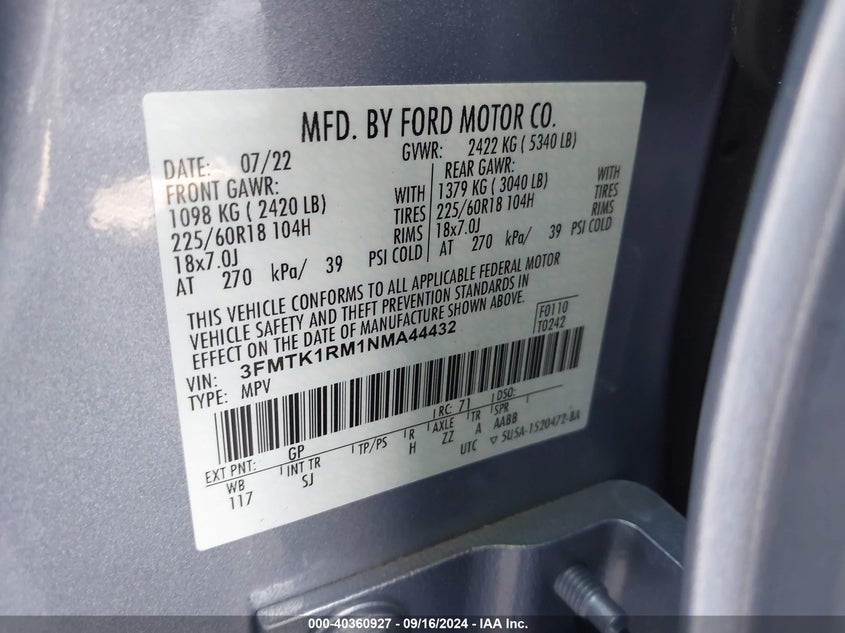 MFD. BY FORD MOTOR CO.
DATE: 07/22 GVWR: 2422 KG ( 5340 LB)
FRONT GAWR: REAR GAWR:
1098 KG ( 2420 LB) WITH 1379 KG ( 3040 LB) WITH
225/60R18 104H TIRES 225/60R18 104H TIRES
18x7.0J RIMS 18x7.0J RIMS
AT 270 kPa/ 39 PSI COLD AT 270 kPa/ 39 PSI COLD
THIS VEHICLE CONFORMS TO ALL APPLICABLE FEDERAL MOTOR
VEHICLE SAFETY AND THEFT PREVENTION STANDARDS IN
EFFECT ON THE DATE OF MANUFACTURE SHOWN ABOVE.
F0110
T0242
VIN: 3FMTK1RM1NMA44432
TYPE: MPV
RC: 71 DSO:
EXT PNT: GP
WB INT TR TP/PS R AXLE TR SPR
117 SJ H ZZ A AABB
UTC ▽ SU5A-1520472-BA
000-40360927 - 09/16/2024 - IAA Inc.